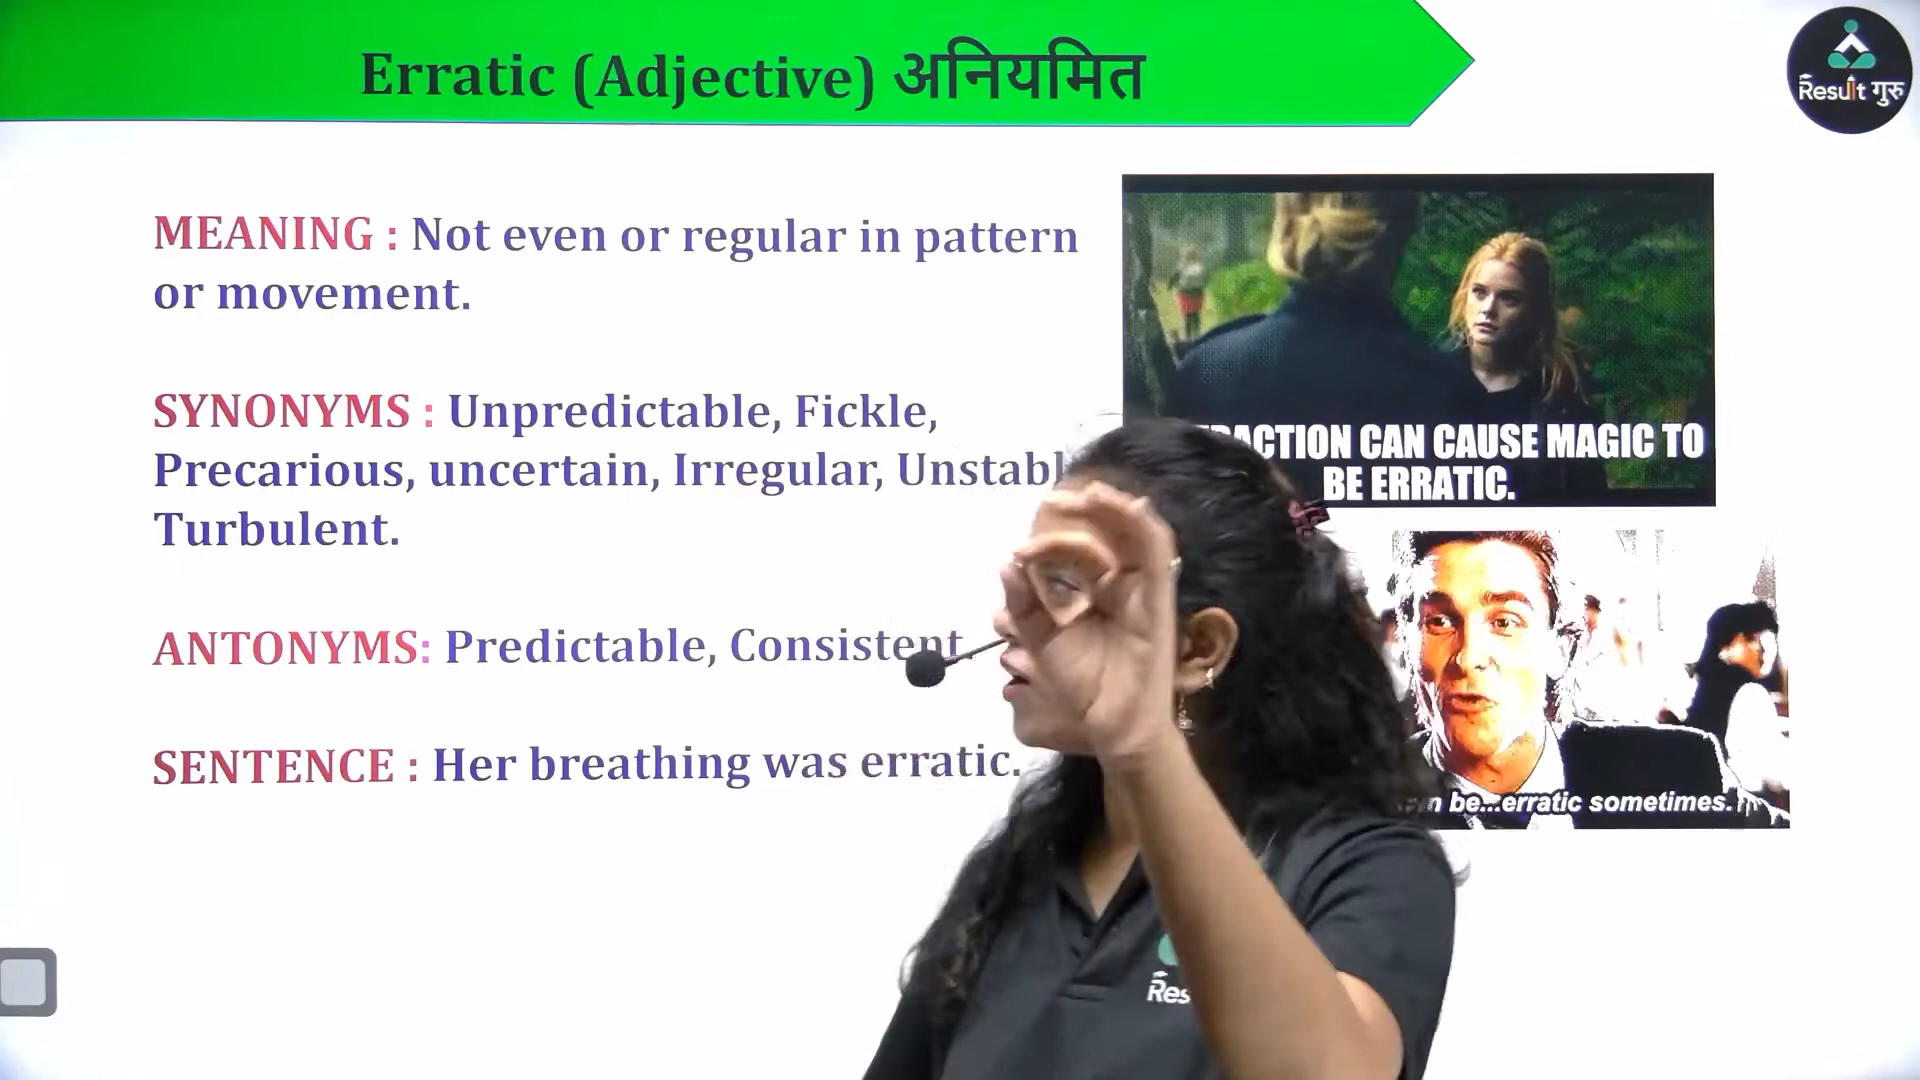 Erratic (Adjective) अनियमित
Result गुरु
MEANING : Not even or regular in pattern
or movement.
SYNONYMS : Unpredictable, Fickle,
Precarious, uncertain, Irregular,
Turbulent.
ANTONYMS: Predictable, Consistent.
SENTENCE : Her breathing was erratic.
CAN CAUSE MAGIC TO
BE ERRATIC.
be...erratic sometimes.